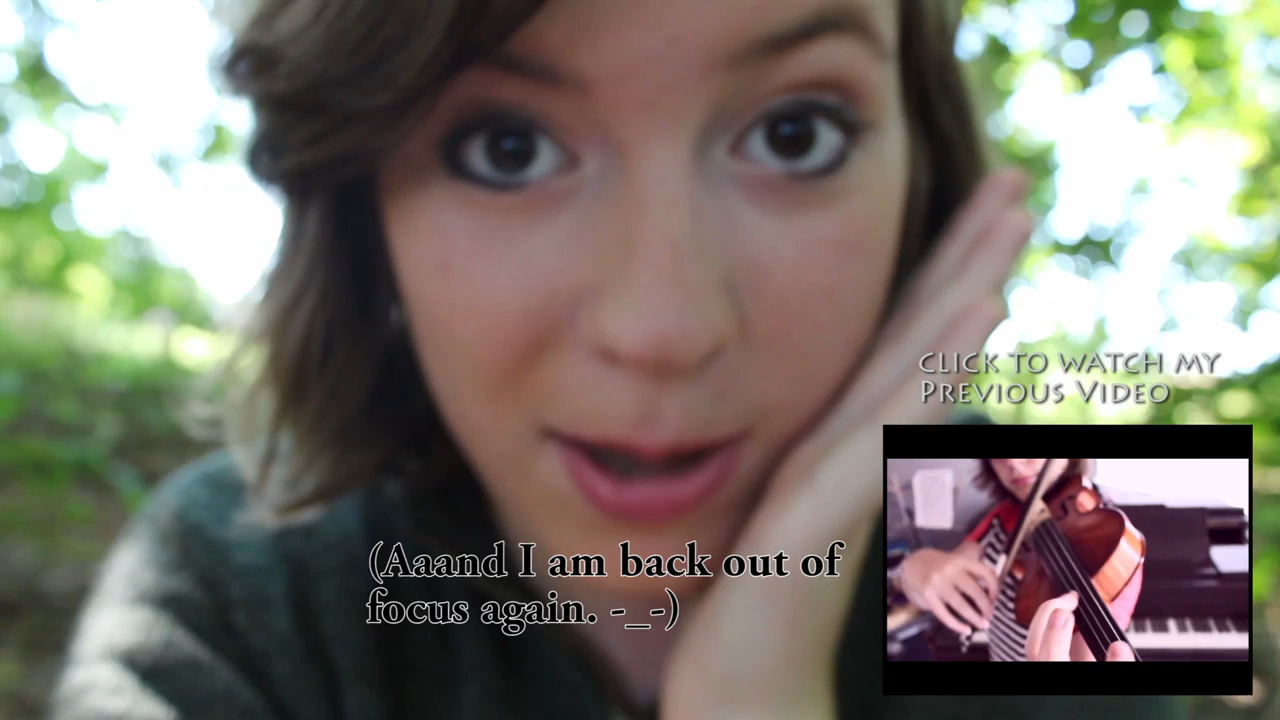 CLICK TO WATCH MY
PREVIOUS VIDEO
(Aaand I am back out of
focus again. -_-)